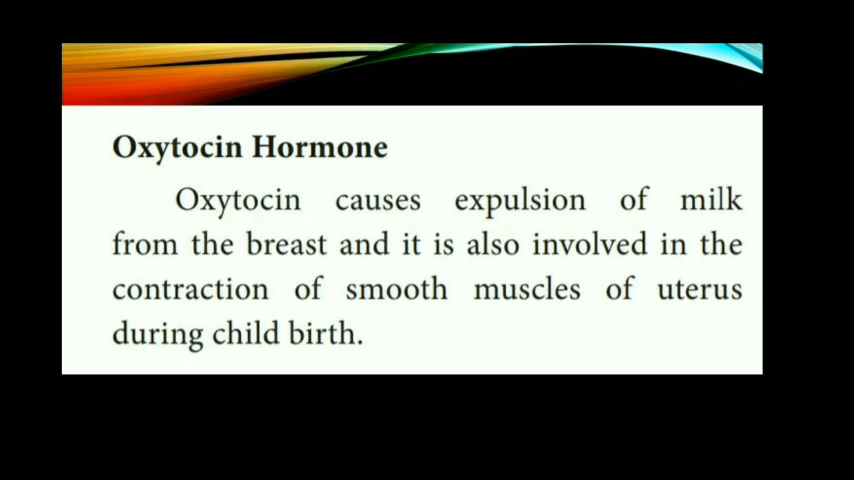 Oxytocin Hormone
Oxytocin causes expulsion of milk
from the breast and it is also involved in the
contraction of smooth muscles of uterus
during child birth.